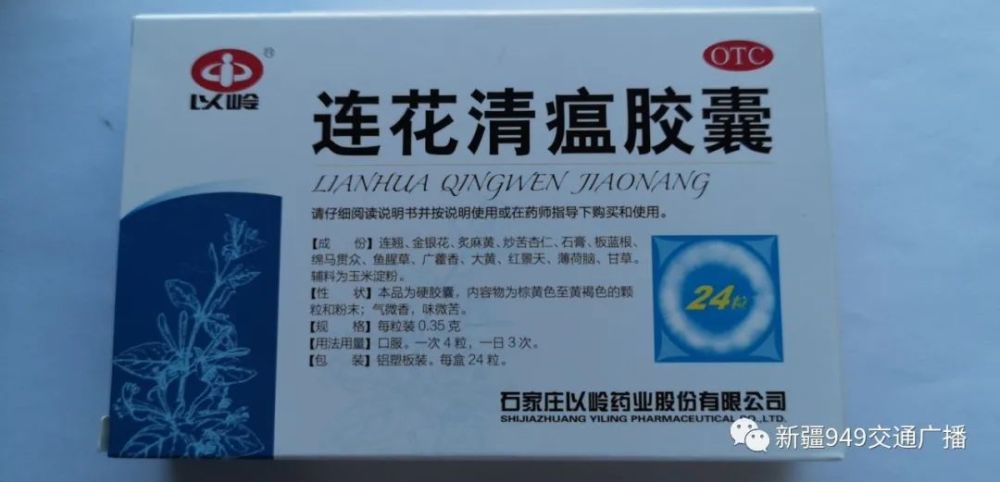 以岭®
OTC
连花清瘟胶囊
LIANHUA QINGWEN JIAONANG
请仔细阅读说明书并按说明使用或在药师指导下购买和使用。
【成 份】连翘、金银花、炙麻黄、炒苦杏仁、石膏、板蓝根、
绵马贯众、鱼腥草、广藿香、大黄、红景天、薄荷脑、甘草。
辅料为玉米淀粉。
【性 状】本品为硬胶囊，内容物为棕黄色至黄褐色的颗
粒和粉末；气微香，味微苦。
【规 格】每粒装0.35克
【用法用量】口服。一次4粒，一日3次。
【包 装】铝塑板装。每盒24粒。
24粒
石家庄以岭药业股份有限公司
SHIJIAZHUANG YILING PHARMACEUTICAL CO.,LTD.
新疆949交通广播